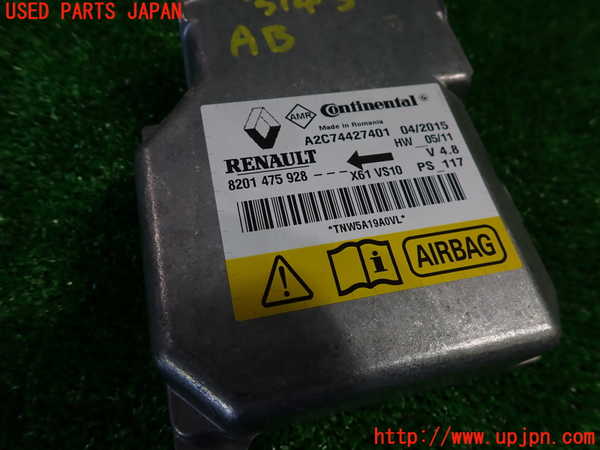 USED PARTS JAPAN
AB
AMR Continental
Made in Romania
A2C74427401 04/2015
HW_05/11
RENAULT V 4.8
8201 475 928 --- X61 VS10 PS_117
*TNW5A19A0VL*
AIRBAG
http://www.upjpn.com/